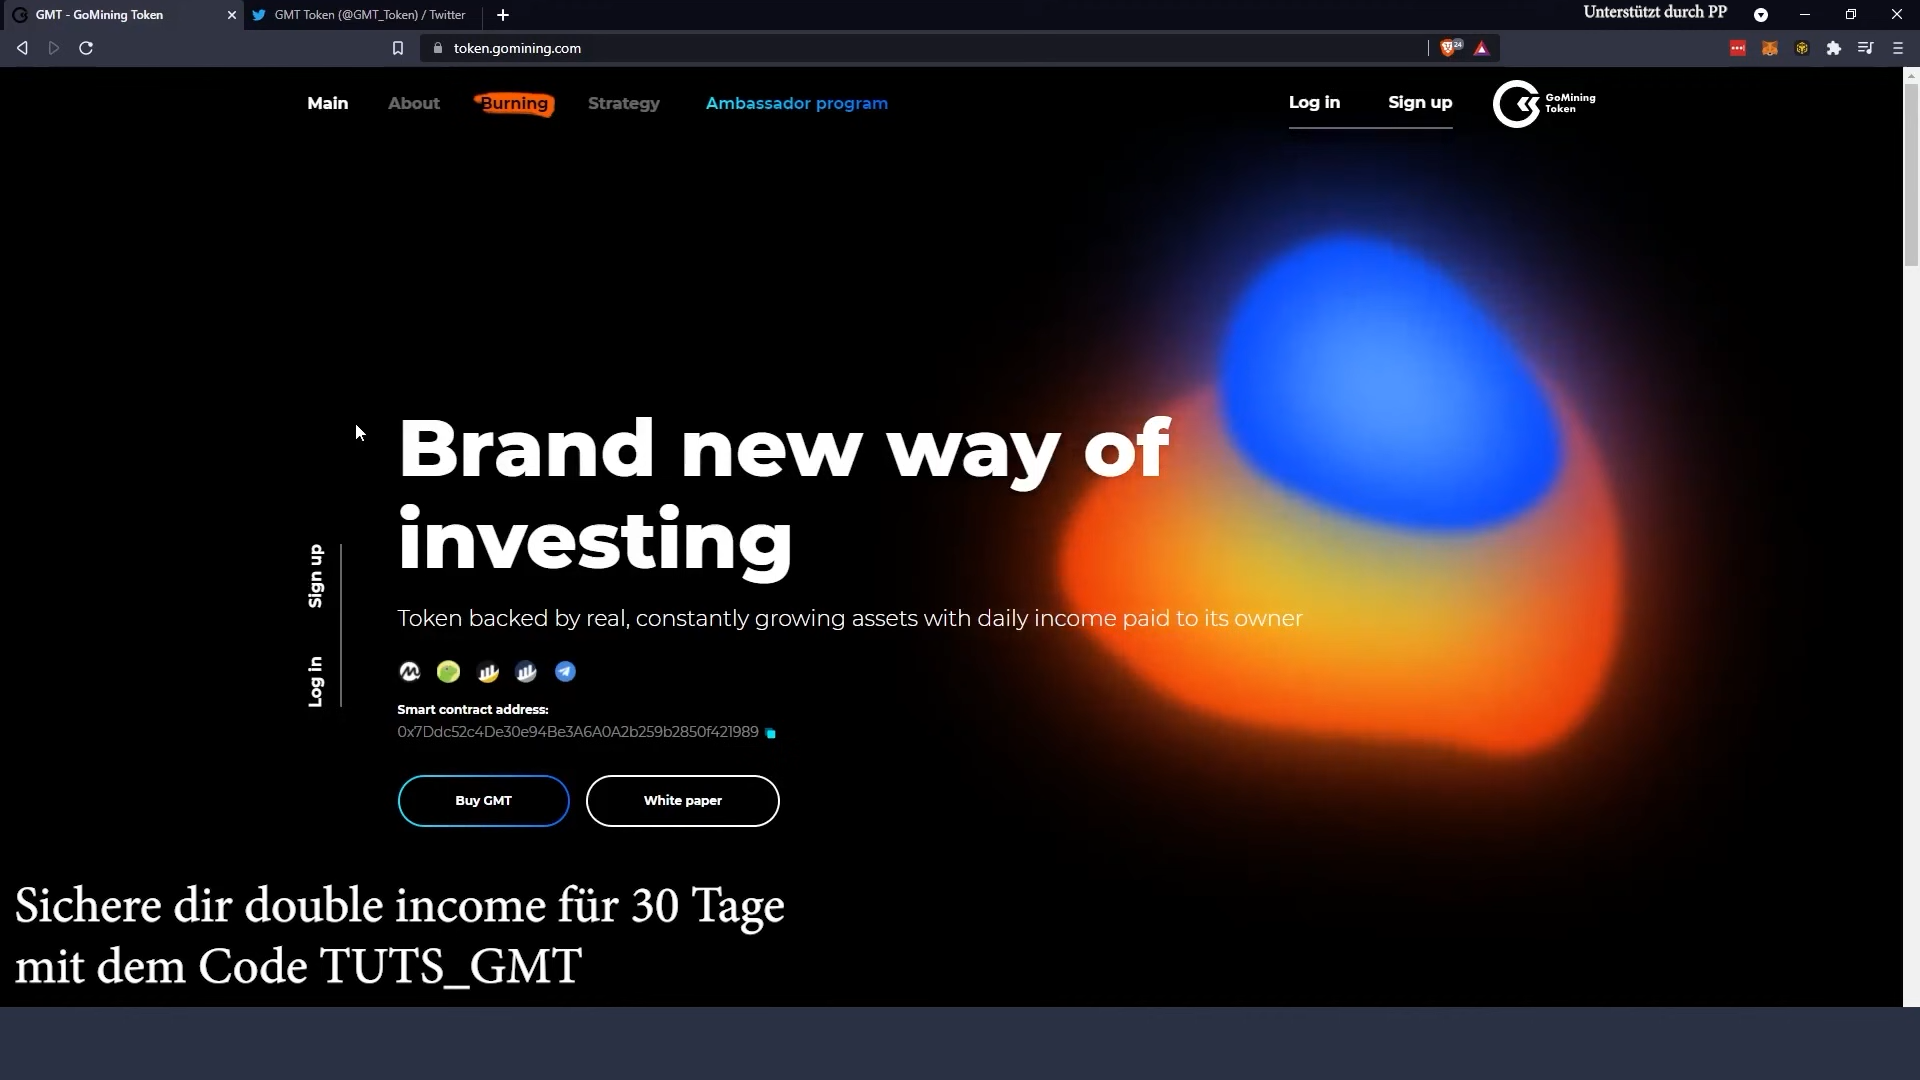 GMT - GoMining Token
GMT Token (@GMT_Token) / Twitter
Unterstützt durch PP
token.gomining.com
24
Main
About
Burning
Strategy
Ambassador program
Log in
Sign up
GoMining
Token
Brand new way of
investing
Token backed by real, constantly growing assets with daily income paid to its owner
Sign up
Log in
Smart contract address:
0x7Ddc52c4De30e94Be3A6A0A2b259b2850f421989
Buy GMT
White paper
Sichere dir double income für 30 Tage
mit dem Code TUTS_GMT